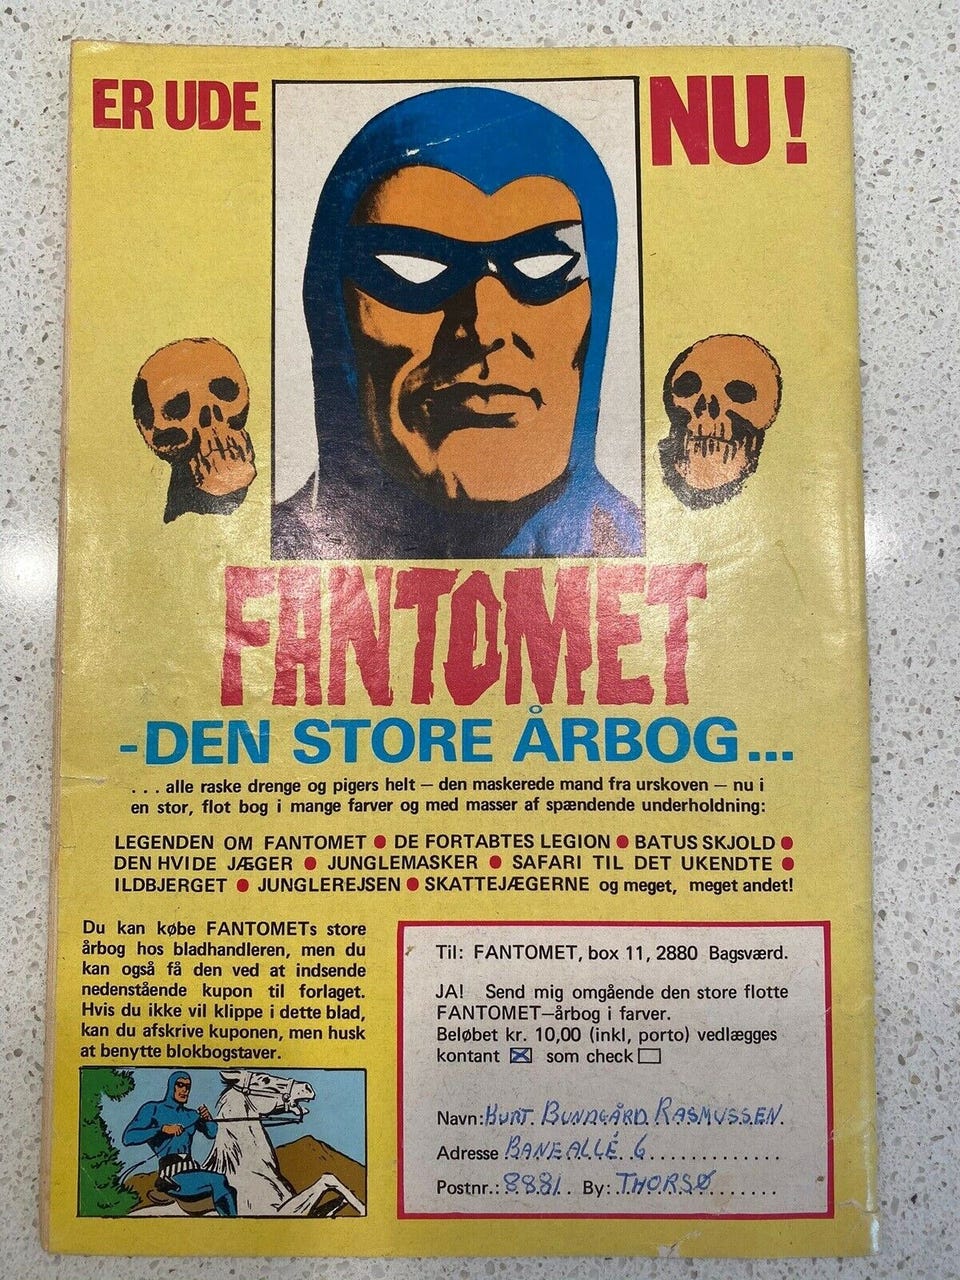 ER UDE
NU!
FANTOMET
-DEN STORE ÅRBOG...
... alle raske drenge og pigers helt — den maskerede mand fra urskoven — nu i
en stor, flot bog i mange farver og med masser af spændende underholdning:
LEGENDEN OM FANTOMET ● DE FORTABTES LEGION ● BATUS SKJOLD ●
DEN HVIDE JÆGER ● JUNGLEMASKER ● SAFARI TIL DET UKENDTE ●
ILDBJERGET ● JUNGLEREJSEN ● SKATTEJÆGERNE og meget, meget andet!
Du kan købe FANTOMETs store
årbog hos bladhandleren, men du
kan også få den ved at indsende
nedenstående kupon til forlaget.
Hvis du ikke vil klippe i dette blad,
kan du afskrive kuponen, men husk
at benytte blokbogstaver.
Til: FANTOMET, box 11, 2880 Bagsværd.
JA! Send mig omgående den store flotte
FANTOMET—årbog i farver.
Beløbet kr. 10,00 (inkl, porto) vedlægges
kontant ☒ som check ☐
Navn: KURT BUNDGÅRD RASMUSSEN.
Adresse BANEALLÉ 6.............
Postnr.: 8881.. By: THORSØ.......